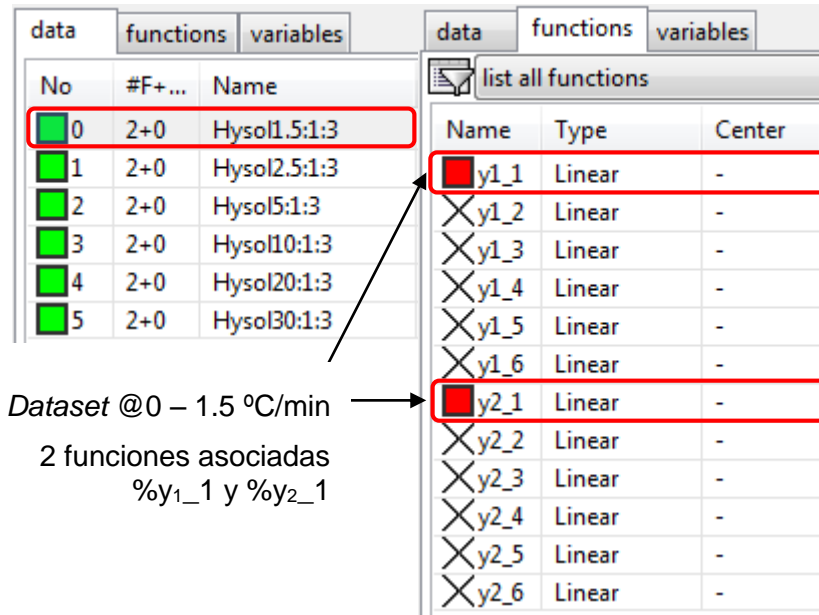 data functions variables
No #F+... Name
0 2+0 Hysol1.5:1:3
1 2+0 Hysol2.5:1:3
2 2+0 Hysol5:1:3
3 2+0 Hysol10:1:3
4 2+0 Hysol20:1:3
5 2+0 Hysol30:1:3
Dataset @0 – 1.5 ºC/min
2 funciones asociadas
%y₁_1 y %y₂_1
data functions variables
list all functions
Name Type Center
y1_1 Linear -
y1_2 Linear -
y1_3 Linear -
y1_4 Linear -
y1_5 Linear -
y1_6 Linear -
y2_1 Linear -
y2_2 Linear -
y2_3 Linear -
y2_4 Linear -
y2_5 Linear -
y2_6 Linear -